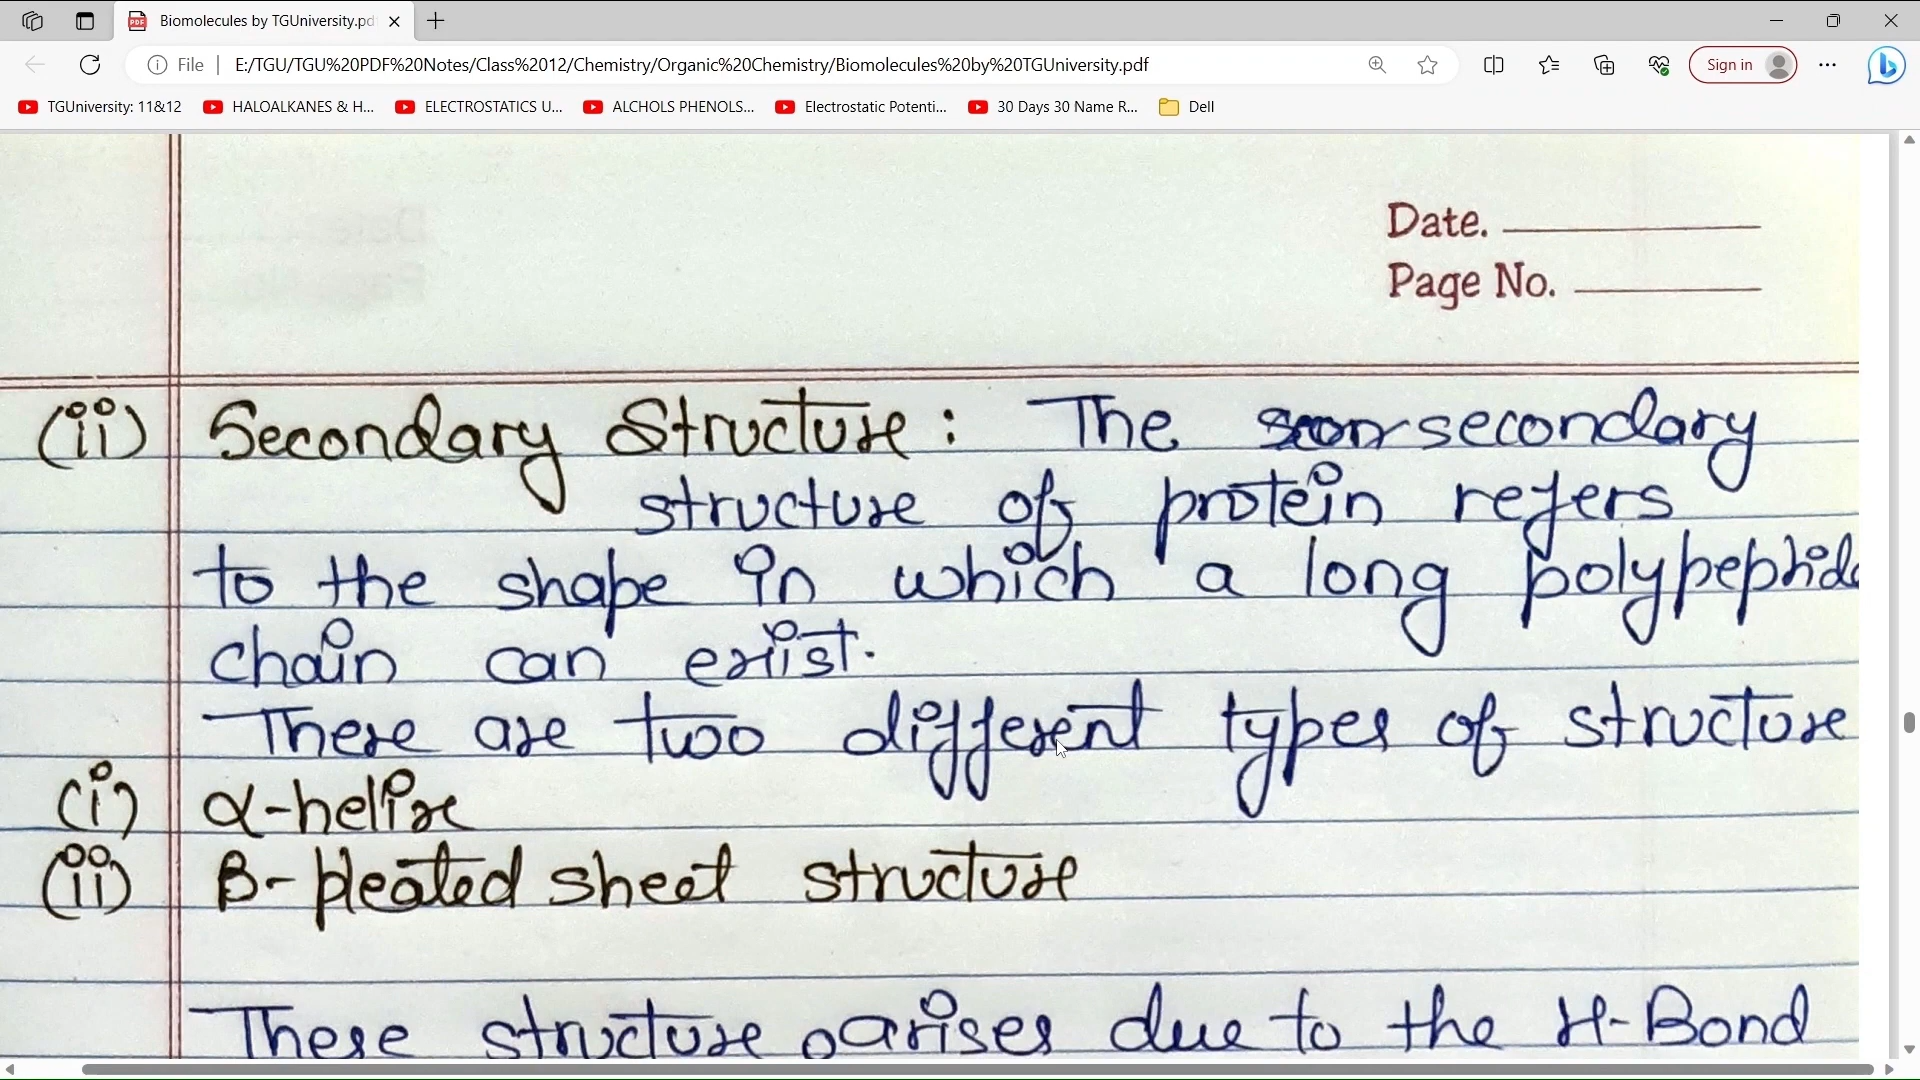 Biomolecules by TGUniversity.pd
File
E:/TGU/TGU%20PDF%20Notes/Class%2012/Chemistry/Organic%20Chemistry/Biomolecules%20by%20TGUniversity.pdf
Sign in
TGUniversity: 11&12 HALOALKANES & H... ELECTROSTATICS U... ALCHOLS PHENOLS... Electrostatic Potenti... 30 Days 30 Name R... Dell
Date.
Page No.
(ii) Secondary Structure: The secondary
structure of protein refers
to the shape in which a long polypeptide
chain can exist.
There are two different types of structure
(i) α-helix
(ii) β-pleated sheet structure
These structure arises due to the H-Bond